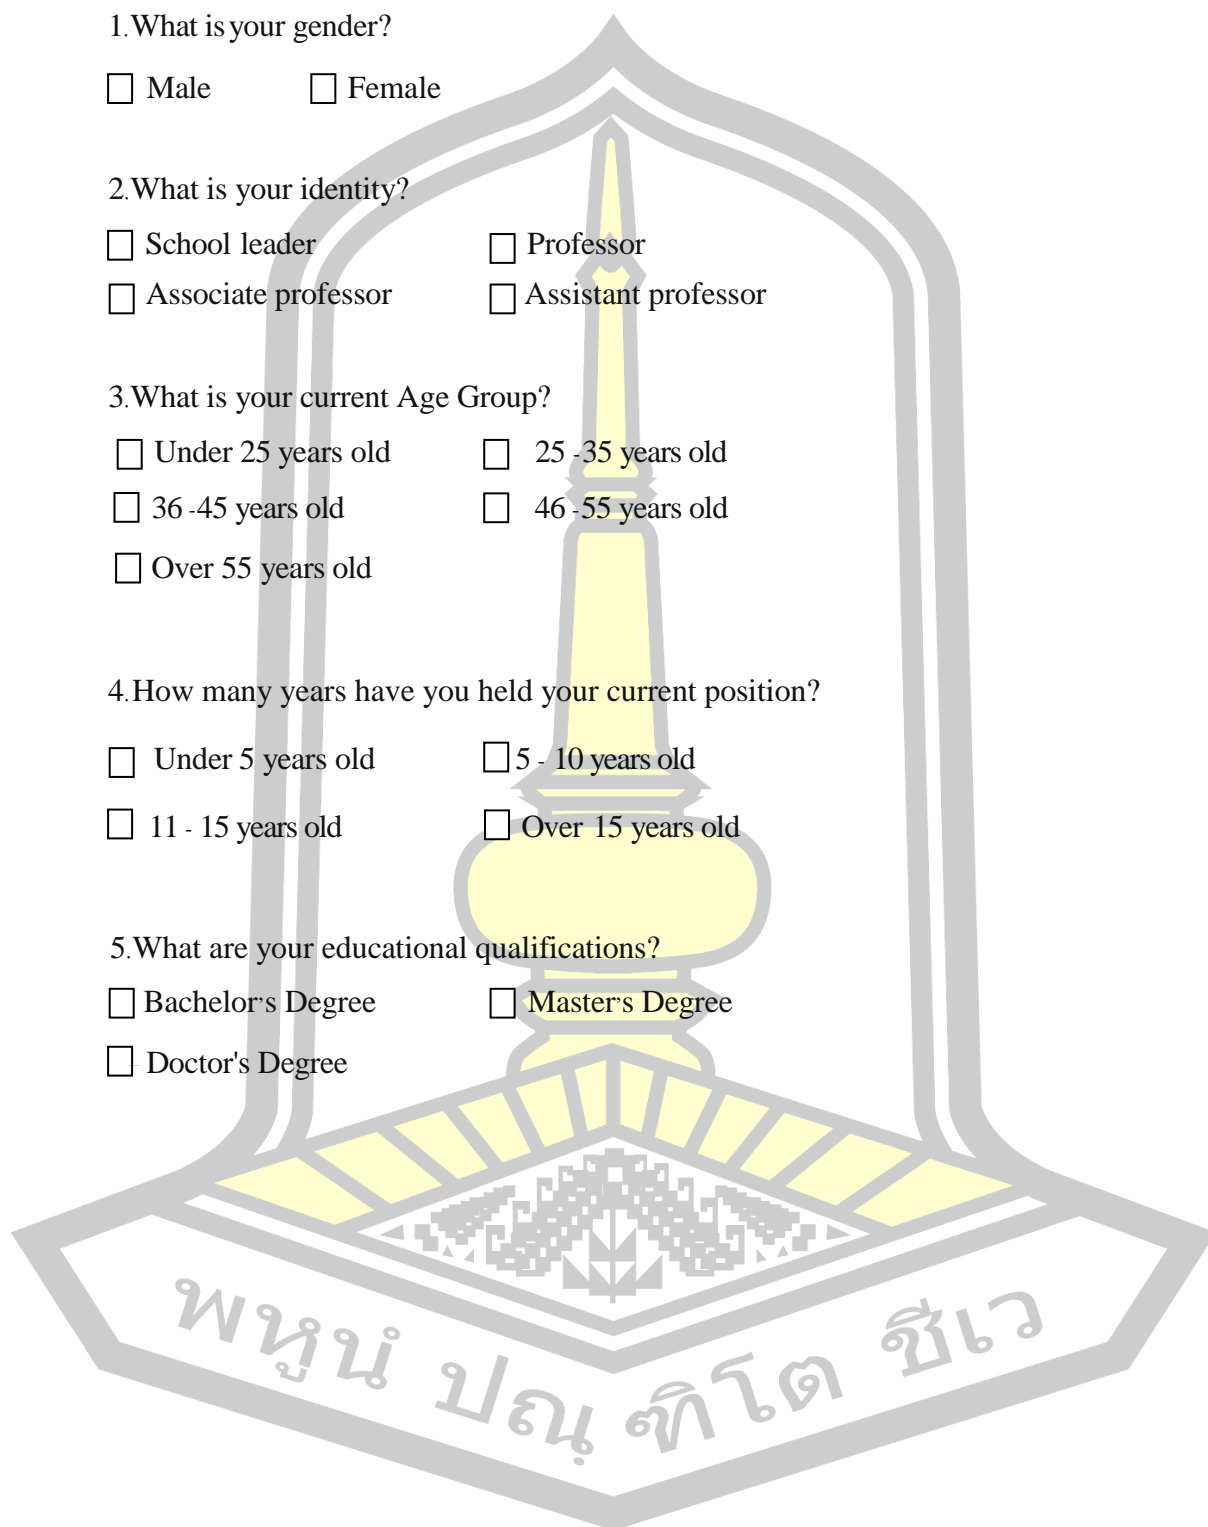 1.What is your gender?
☐ Male ☐ Female
2.What is your identity?
☐ School leader ☐ Professor
☐ Associate professor ☐ Assistant professor
3.What is your current Age Group?
☐ Under 25 years old ☐ 25 -35 years old
☐ 36 -45 years old ☐ 46 -55 years old
☐ Over 55 years old
4.How many years have you held your current position?
☐ Under 5 years old ☐ 5 - 10 years old
☐ 11 - 15 years old ☐ Over 15 years old
5.What are your educational qualifications?
☐ Bachelor’s Degree ☐ Master’s Degree
☐ Doctor's Degree
พหูนํ ปณฺฑิโต ชีเว